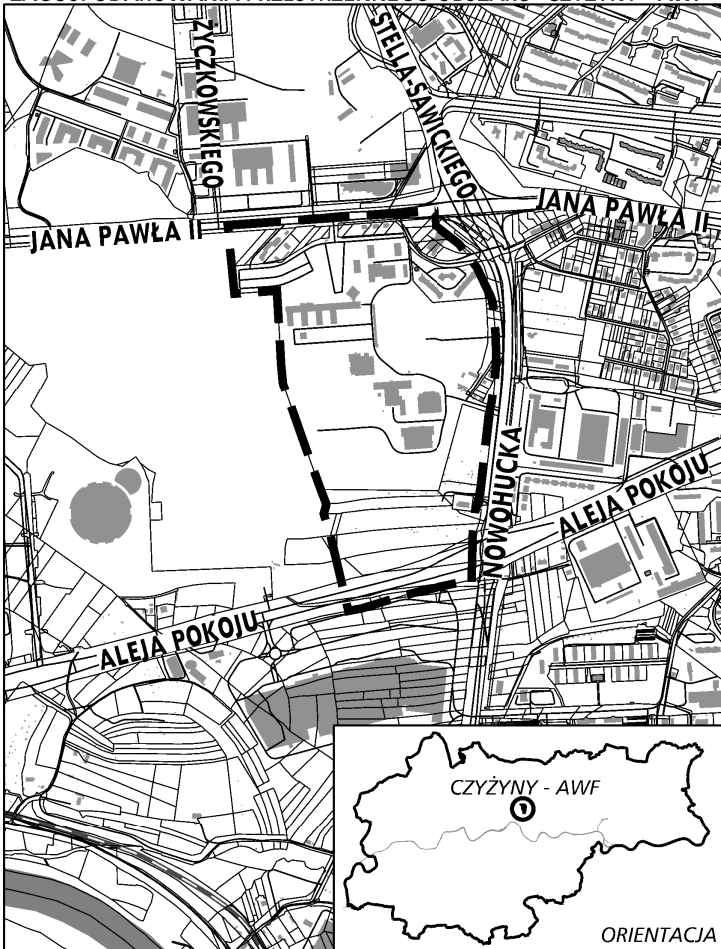 ŻYCZKOWSKIEGO
STELLA-SAWICKIEGO
JANA PAWŁA II
JANA PAWŁA II
NOWOHUCKA
ALEJA POKOJU
ALEJA POKOJU
CZYŻYNY - AWF
ORIENTACJA